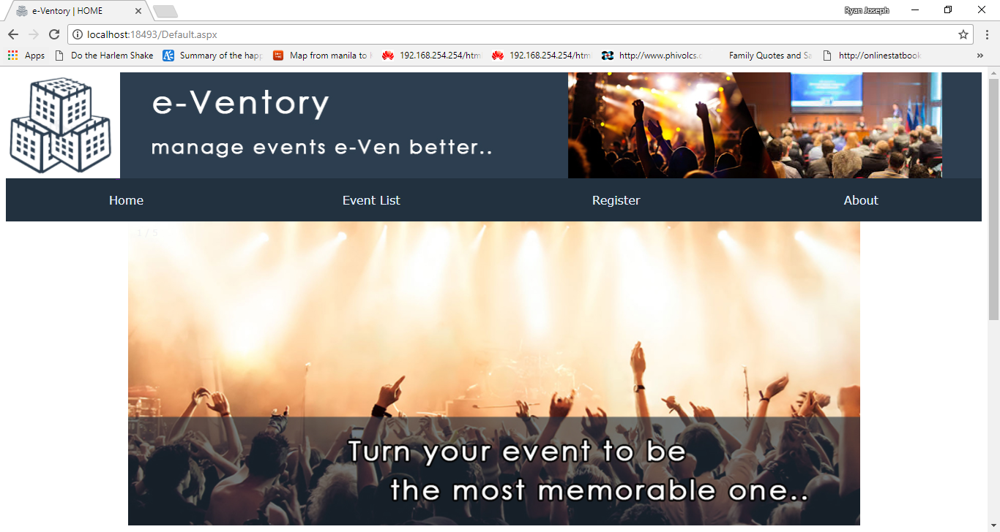 e-Ventory | HOME
Ryan Joseph
localhost:18493/Default.aspx
Apps
Do the Harlem Shake
Summary of the happ
Map from manila to
192.168.254.254/html
192.168.254.254/html
http://www.phivolcs.
Family Quotes and Sa
http://onlinestatbook
»
e-Ventory
manage events e-Ven better..
Home
Event List
Register
About
1 / 5
Turn your event to be
the most memorable one..